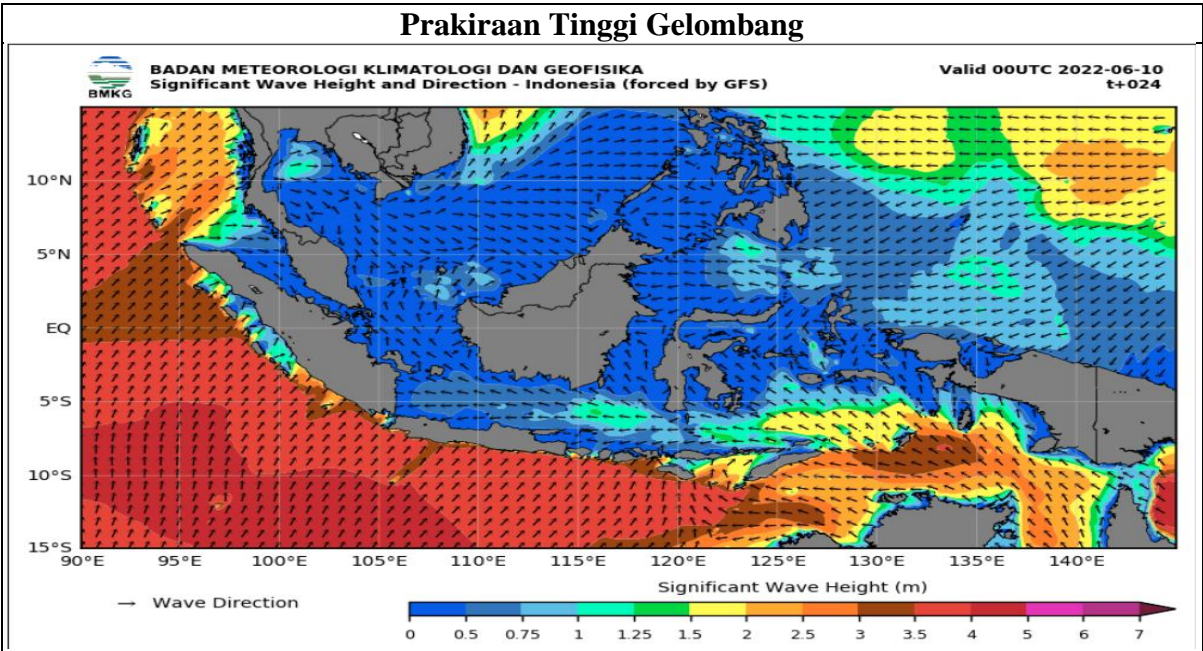 Prakiraan Tinggi Gelombang
BADAN METEOROLOGI KLIMATOLOGI DAN GEOFISIKA
Significant Wave Height and Direction - Indonesia (forced by GFS)
Valid 00UTC 2022-06-10
t+024
BMKG
10°N
5°N
EQ
5°S
10°S
15°S
90°E 95°E 100°E 105°E 110°E 115°E 120°E 125°E 130°E 135°E 140°E
Significant Wave Height (m)
→ Wave Direction
0 0.5 0.75 1 1.25 1.5 2 2.5 3 3.5 4 5 6 7